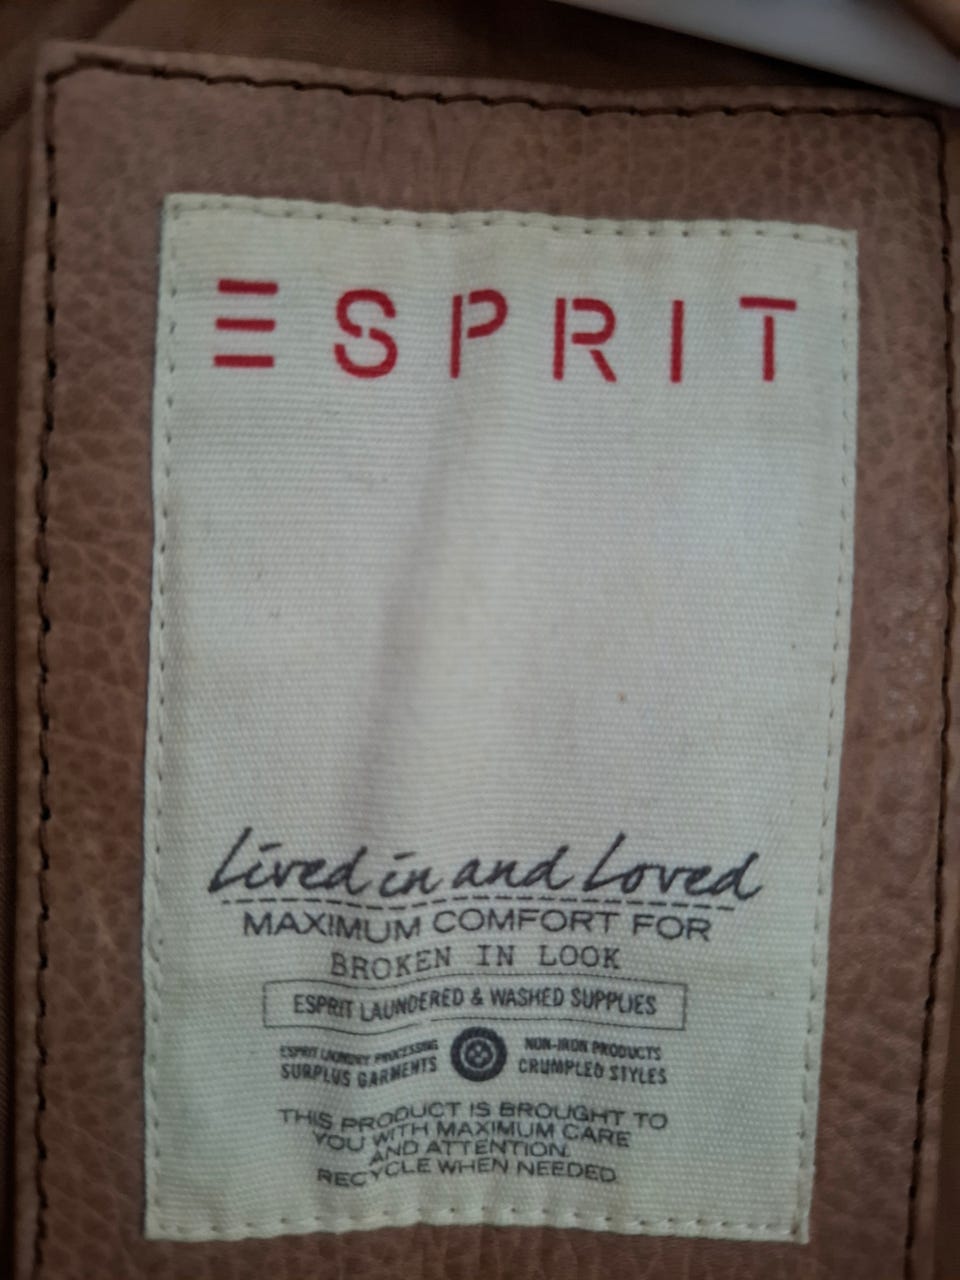 ESPRIT
Lived in and Loved
MAXIMUM COMFORT FOR
BROKEN IN LOOK
ESPRIT LAUNDERED & WASHED SUPPLIES
ESPRIT LAUNDRY PROCESSING
SURPLUS GARMENTS
NON-IRON PRODUCTS
CRUMPLED STYLES
THIS PRODUCT IS BROUGHT TO
YOU WITH MAXIMUM CARE
AND ATTENTION.
RECYCLE WHEN NEEDED